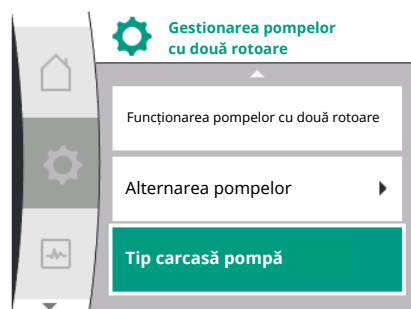 Gestionarea pompelor
cu două rotoare
Funcționarea pompelor cu două rotoare
Alternarea pompelor
Tip carcasă pompă